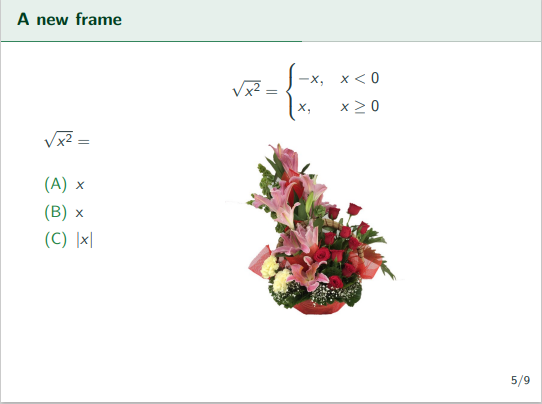 A new frame
√x² = { −x, x < 0
x, x ≥ 0
√x² =
(A) x
(B) x
(C) |x|
5/9